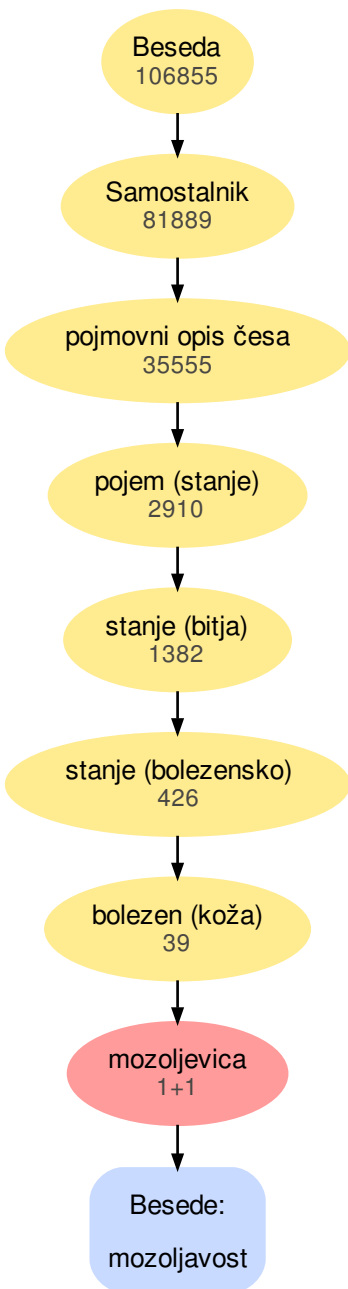 Beseda
106855
Samostalnik
81889
pojmovni opis česa
35555
pojem (stanje)
2910
stanje (bitja)
1382
stanje (bolezensko)
426
bolezen (koža)
39
mozoljevica
1+1
Besede:
mozoljavost